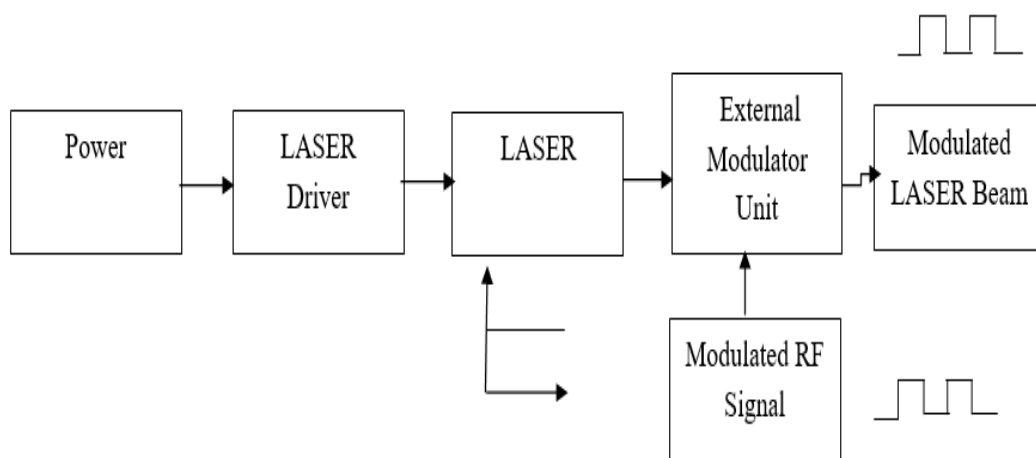 Power
LASER
Driver
LASER
External
Modulator
Unit
Modulated
LASER Beam
Modulated RF
Signal